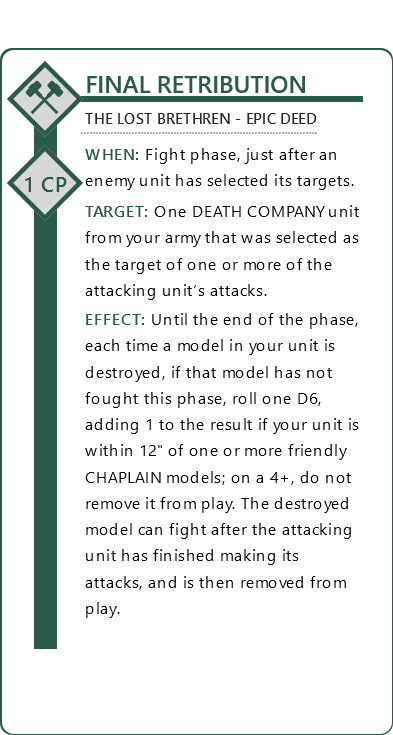 FINAL RETRIBUTION
THE LOST BRETHREN - EPIC DEED
1 CP
WHEN: Fight phase, just after an
enemy unit has selected its targets.
TARGET: One DEATH COMPANY unit
from your army that was selected as
the target of one or more of the
attacking unit's attacks.
EFFECT: Until the end of the phase,
each time a model in your unit is
destroyed, if that model has not
fought this phase, roll one D6,
adding 1 to the result if your unit is
within 12" of one or more friendly
CHAPLAIN models; on a 4+, do not
remove it from play. The destroyed
model can fight after the attacking
unit has finished making its
attacks, and is then removed from
play.